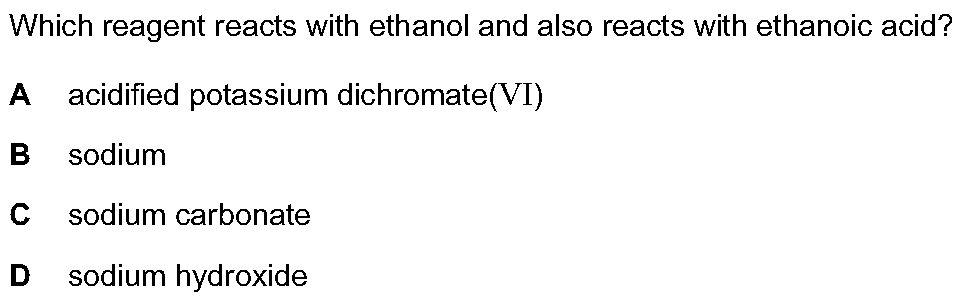 Which reagent reacts with ethanol and also reacts with ethanoic acid?
A acidified potassium dichromate(VI)
B sodium
C sodium carbonate
D sodium hydroxide